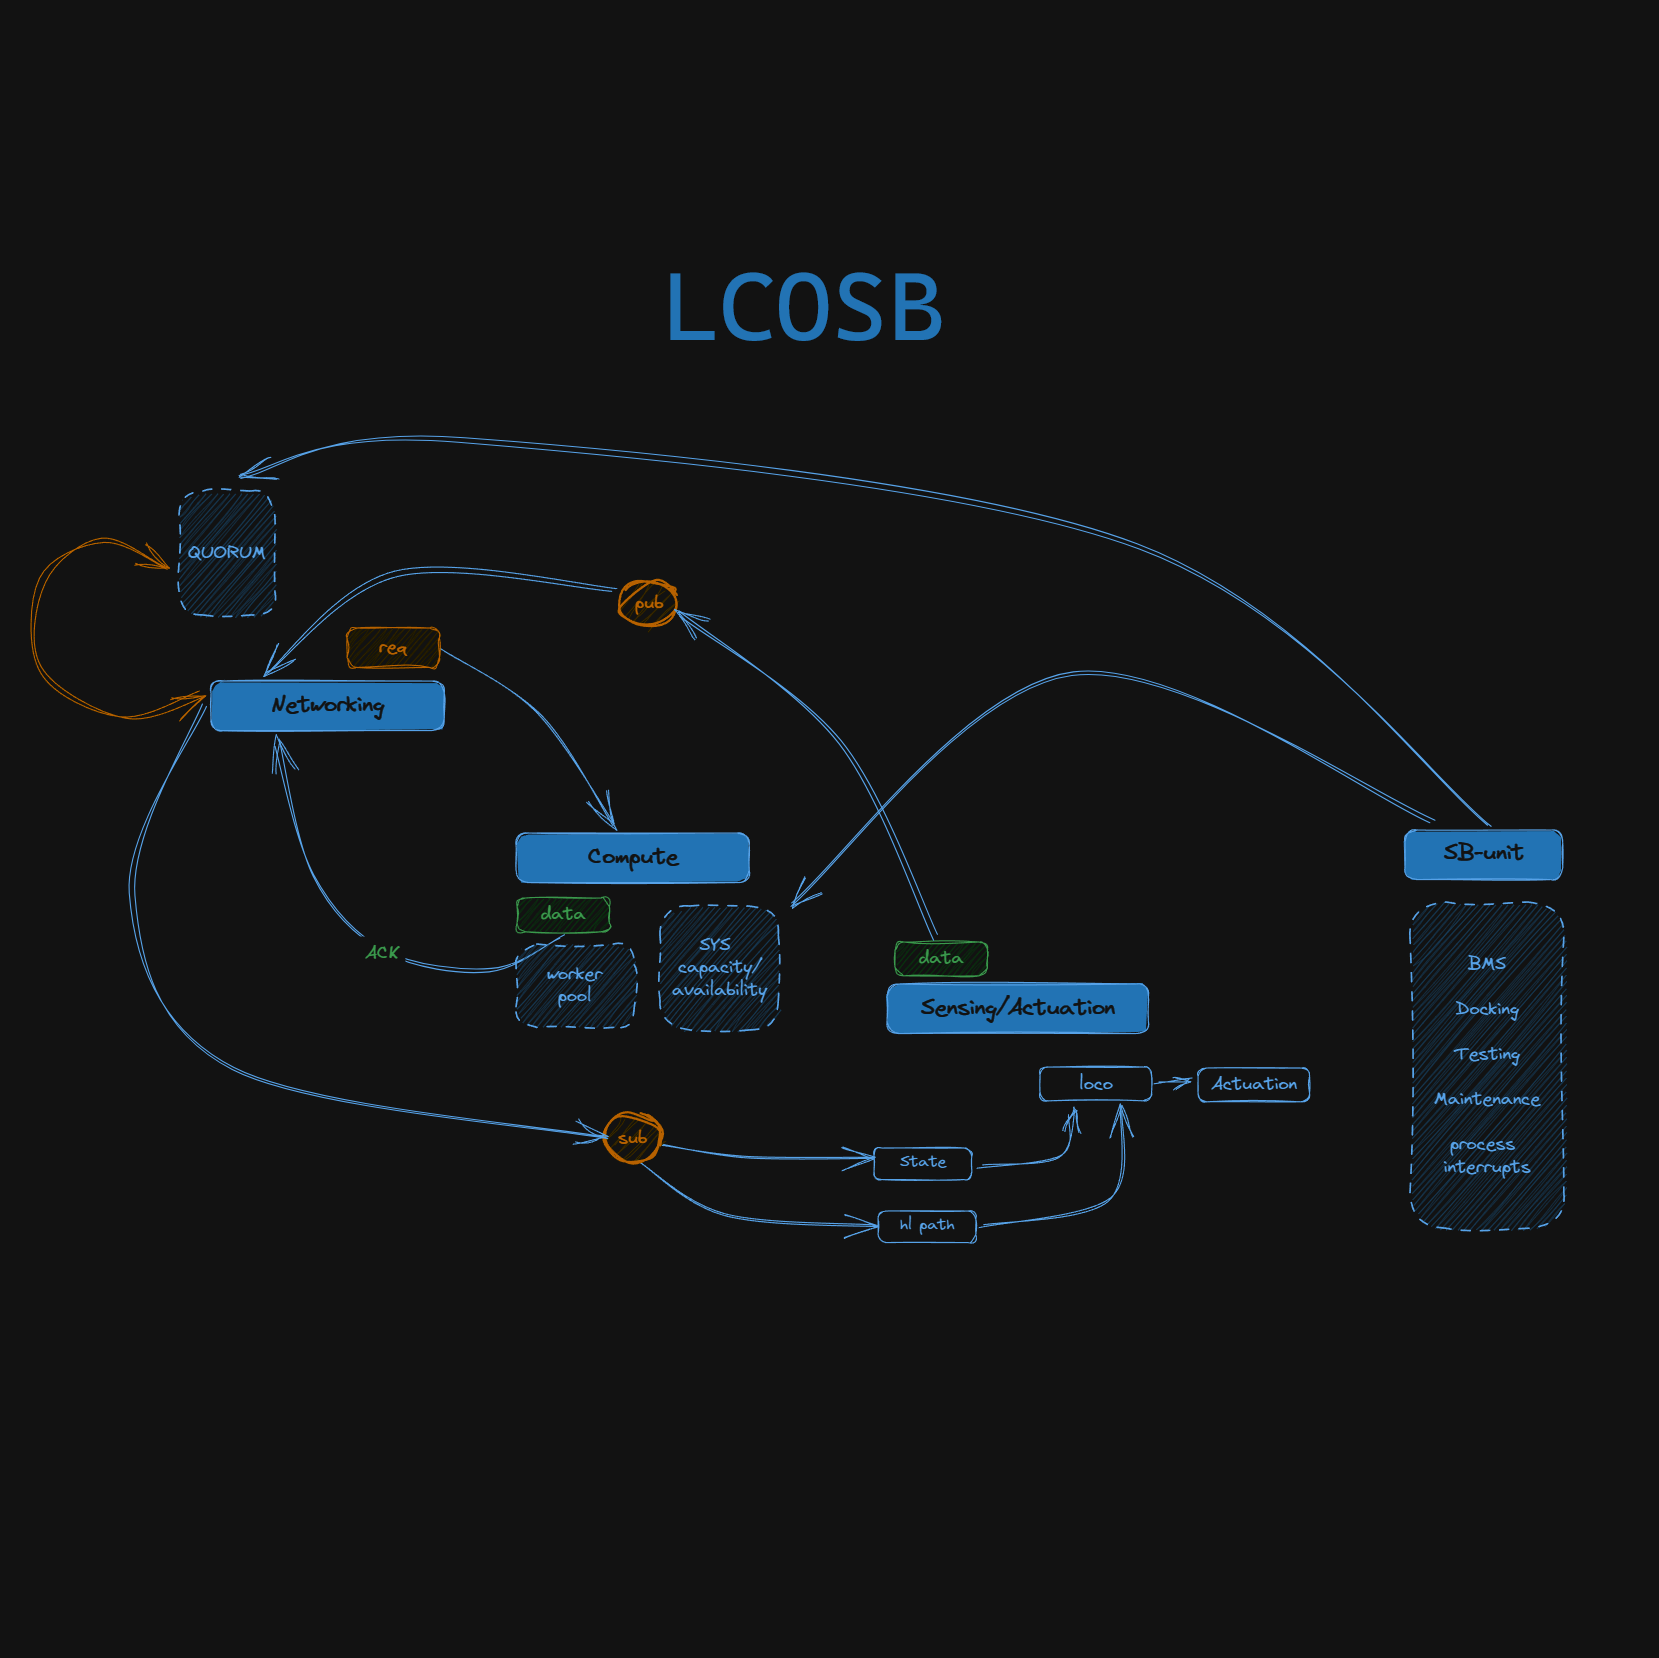 LCOSB
QUORUM
pub
req
Networking
Compute
SB-unit
data
worker
pool
SYS
capacity/
availability
ACK
data
Sensing/Actuation
loco
Actuation
sub
State
hl path
BMS
Docking
Testing
Maintenance
process
interrupts